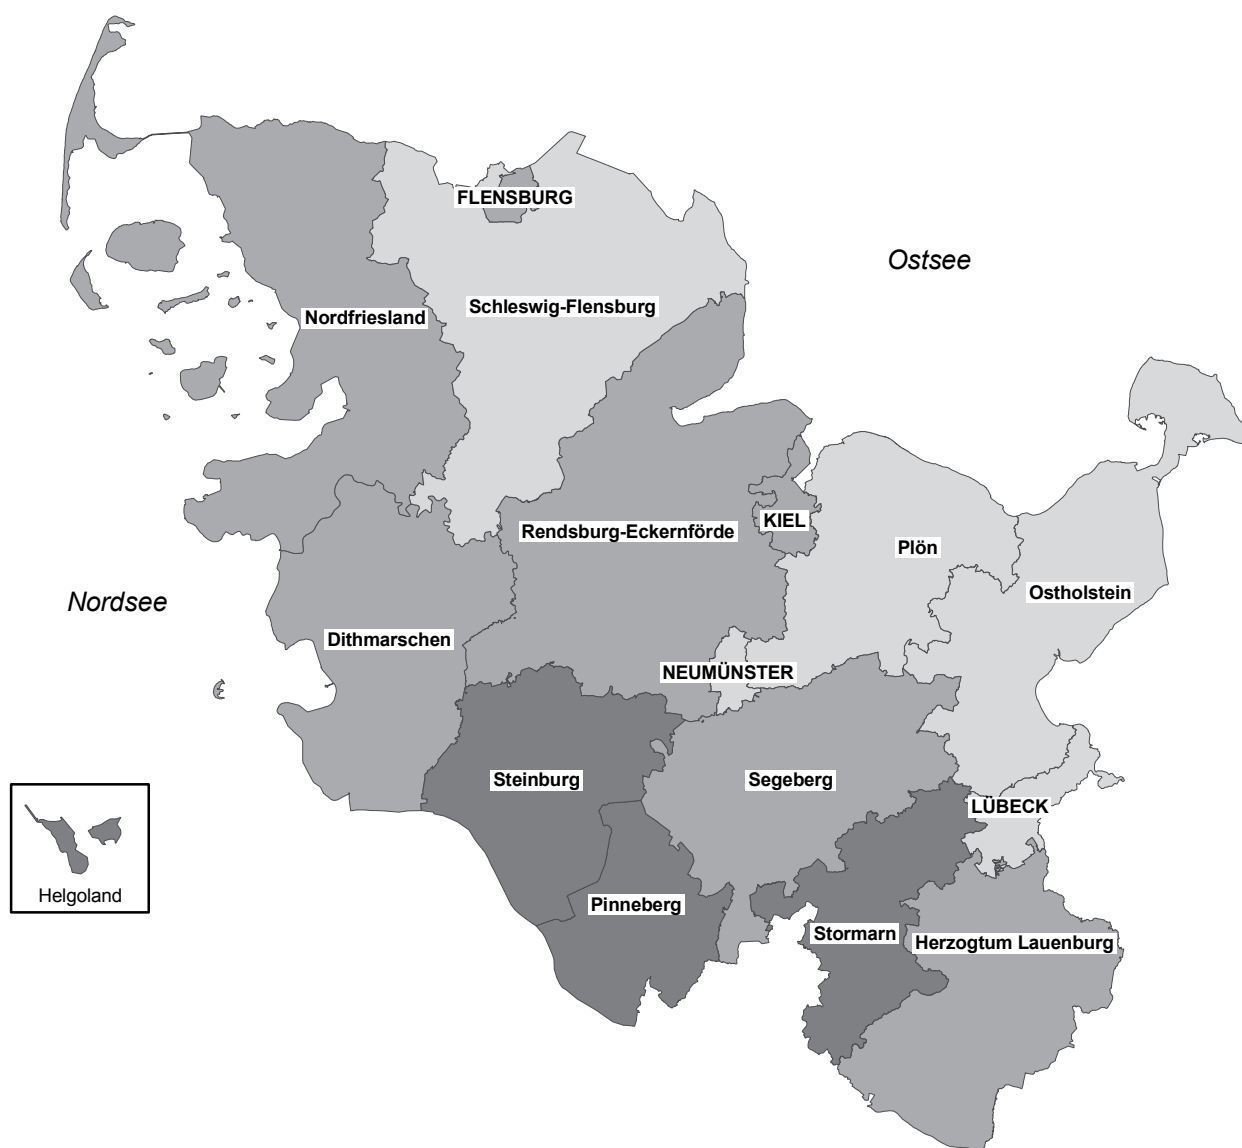 FLENSBURG
Ostsee
Schleswig-Flensburg
Nordfriesland
KIEL
Rendsburg-Eckernförde
Plön
Ostholstein
Nordsee
Dithmarschen
NEUMÜNSTER
Steinburg
Segeberg
LÜBECK
Helgoland
Pinneberg
Stormarn
Herzogtum Lauenburg